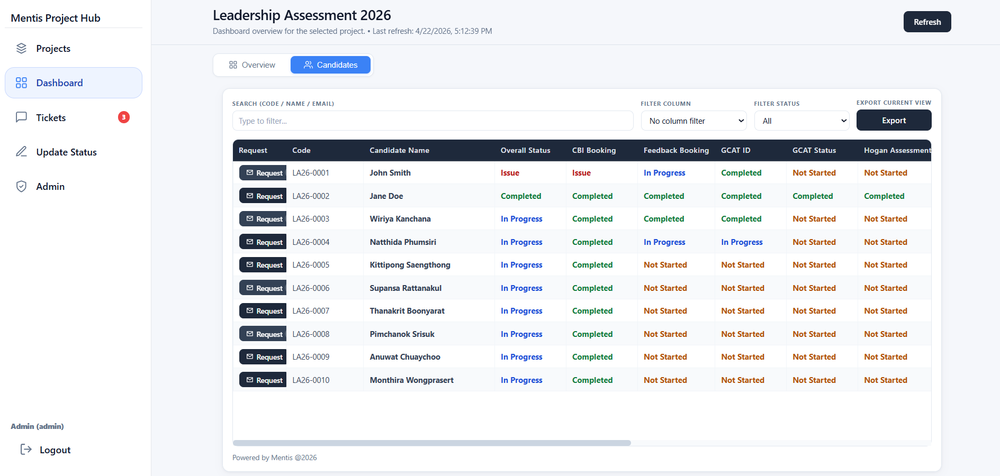 Mentis Project Hub
Projects
Dashboard
Tickets 3
Update Status
Admin
Admin (admin)
Logout
Leadership Assessment 2026
Dashboard overview for the selected project. • Last refresh: 4/22/2026, 5:12:39 PM
Refresh
Overview Candidates
SEARCH (CODE / NAME / EMAIL) FILTER COLUMN FILTER STATUS EXPORT CURRENT VIEW
Type to filter... No column filter All Export
Request Code Candidate Name Overall Status CBI Booking Feedback Booking GCAT ID GCAT Status Hogan Assessment
Request LA26-0001 John Smith Issue Issue In Progress Completed Not Started Not Started
Request LA26-0002 Jane Doe Completed Completed Completed Completed Completed Completed
Request LA26-0003 Wiriya Kanchana In Progress Completed Completed Completed Not Started Not Started
Request LA26-0004 Natthida Phumsiri In Progress Completed In Progress In Progress Not Started Not Started
Request LA26-0005 Kittipong Saengthong In Progress Completed Not Started Not Started Not Started Not Started
Request LA26-0006 Supansa Rattanakul In Progress Completed Not Started Not Started Not Started Not Started
Request LA26-0007 Thanakrit Boonyarat In Progress Completed Not Started Not Started Not Started Not Started
Request LA26-0008 Pimchanok Srisuk In Progress Completed Not Started Not Started Not Started Not Started
Request LA26-0009 Anuwat Chuaychoo In Progress Completed Not Started Not Started Not Started Not Started
Request LA26-0010 Monthira Wongprasert In Progress Completed Not Started Not Started Not Started Not Started
Powered by Mentis @2026